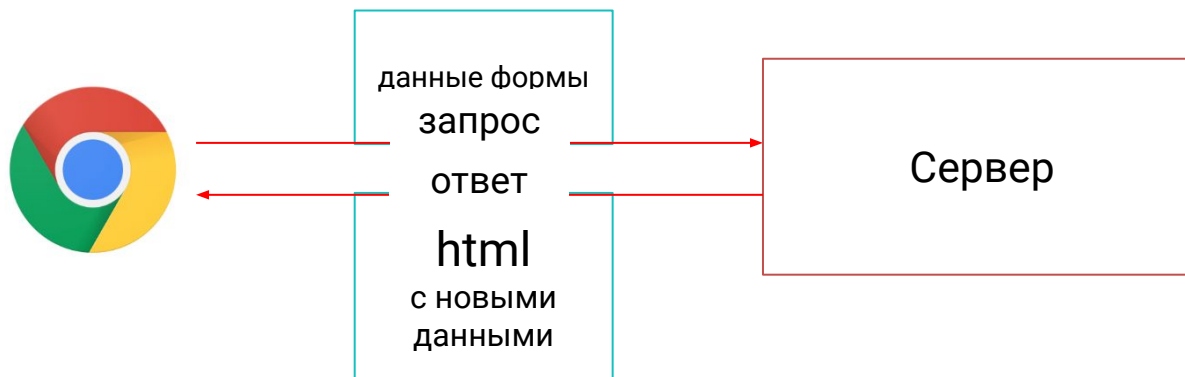 данные формы
запрос
ответ
html
с новыми
данными
Сервер